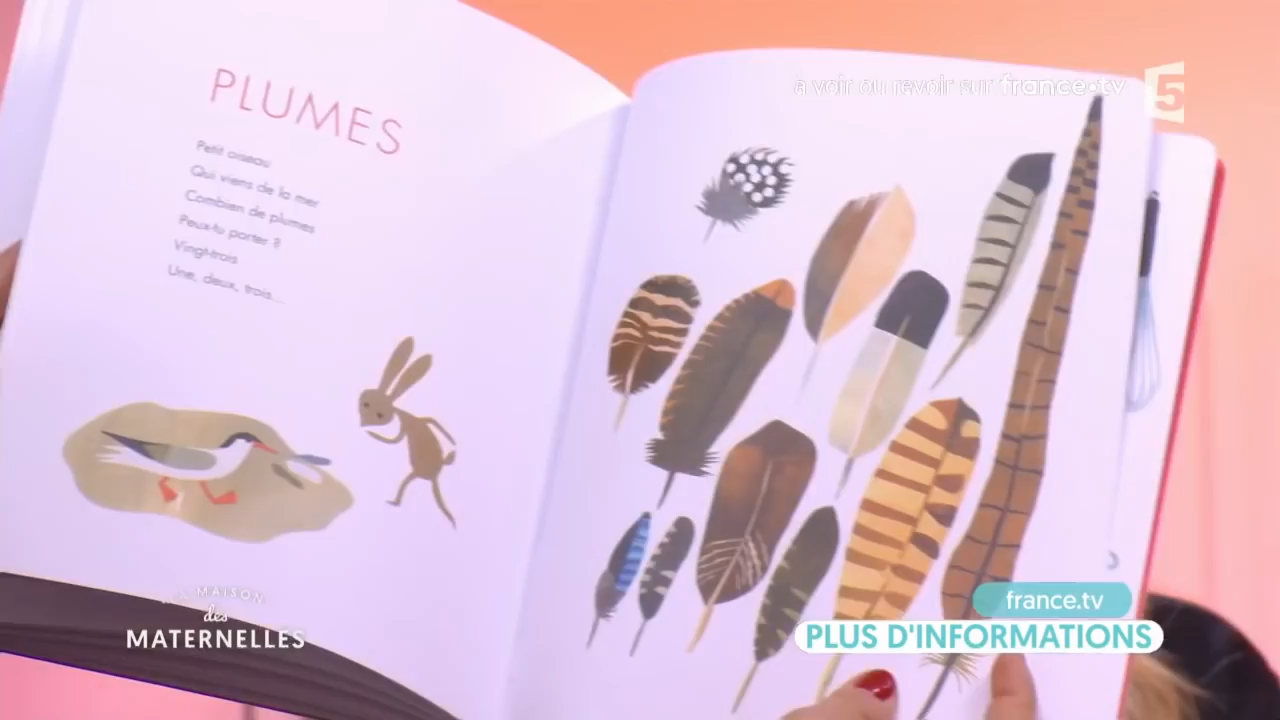 PLUMES
Petit oiseau
Qui viens de la mer
Combien de plumes
Peux-tu porter ?
Vingt-trois
Une, deux, trois...
a voir ou revoir sur france•tv
5
LA MAISON
des
MATERNELLES
france.tv
PLUS D'INFORMATIONS